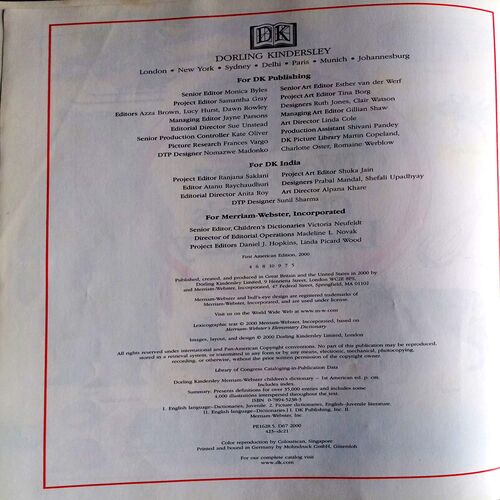 DK
DORLING KINDERSLEY
London • New York • Sydney • Delhi • Paris • Munich • Johannesburg
For DK Publishing
Senior Editor Monica Byles
Project Editor Samantha Gray
Editors Azza Brown, Lucy Hurst, Dawn Rowley
Managing Editor Jayne Parsons
Editorial Director Sue Unstead
Senior Production Controller Kate Oliver
Picture Research Frances Vargo
DTP Designer Nomazwe Madonko
Senior Art Editor Esther van der Werf
Project Art Editor Tina Borg
Designers Ruth Jones, Clair Watson
Managing Art Editor Gillian Shaw
Art Director Linda Cole
Production Assistant Shivani Pandey
DK Picture Library Martin Copeland,
Charlotte Oster, Romaine Werblow
For DK India
Project Editor Ranjana Saklani
Editor Atanu Raychaudhuri
Editorial Director Anita Roy
Project Art Editor Shuka Jain
Designers Prabal Mandal, Shefali Upadhyay
Art Director Alpana Khare
DTP Designer Sunil Sharma
For Merriam-Webster, Incorporated
Senior Editor, Children's Dictionaries Victoria Neufeldt
Director of Editorial Operations Madeline L. Novak
Project Editors Daniel J. Hopkins, Linda Picard Wood
First American Edition, 2000
4 6 8 10 9 7 5
Published, created, and produced in Great Britain and the United States in 2000 by
Dorling Kindersley Limited, 9 Henrietta Street, London WC2E 8PS,
and Merriam-Webster, Incorporated, 47 Federal Street, Springfield, MA 01102
Merriam-Webster and bull's-eye design are registered trademarks of
Merriam-Webster, Incorporated, and are used under license.
Visit us on the World Wide Web at www.m-w.com
Lexicographic text © 2000 Merriam-Webster, Incorporated, based on
Merriam-Webster's Elementary Dictionary
Images, layout, and design © 2000 Dorling Kindersley Limited, London
All rights reserved under international and Pan-American Copyright conventions. No part of this publication may be reproduced,
stored in a retrieval system, or transmitted in any form or by any means, electronic, mechanical, photocopying,
recording, or otherwise, without the prior written permission of the copyright owner.
Library of Congress Cataloging-in-Publication Data
Dorling Kindersley Merriam-Webster children's dictionary -- 1st American ed. p. cm.
Includes index.
Summary: Presents definitions for over 35,000 entries and includes some
4,000 illustrations interspersed throughout the text.
ISBN 0-7894-5238-3
1. English language--Dictionaries, Juvenile. 2. Picture dictionaries, English--Juvenile literature.
[1. English language--Dictionaries.] I. DK Publishing, Inc. II.
Merriam-Webster, Inc
PE1628.5 .D67 2000
423--dc21
Color reproduction by Colourscan, Singapore
Printed and bound in Germany by Mohndruck GmbH, Gütersloh
For our complete catalog visit
www.dk.com